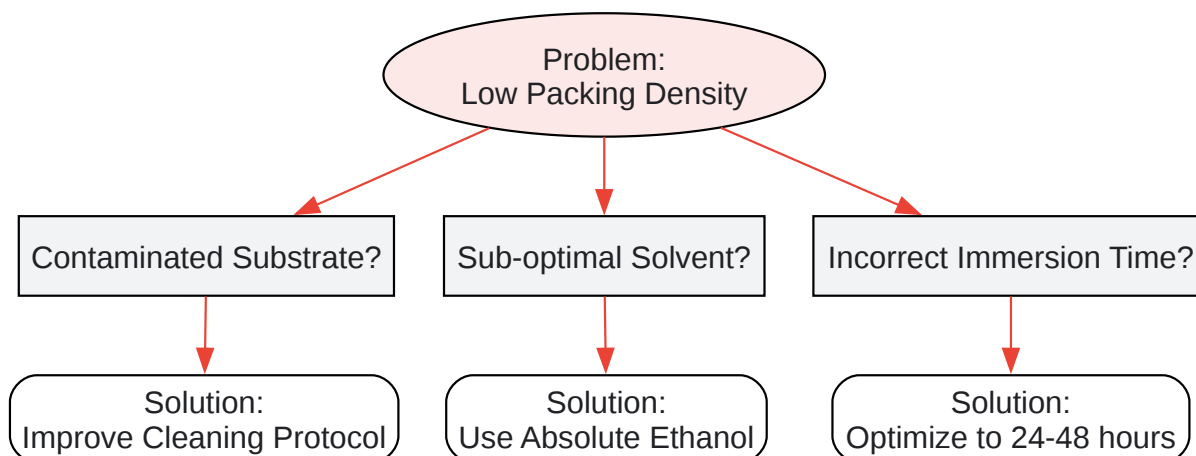 Problem:
Low Packing Density
Contaminated Substrate?
Sub-optimal Solvent?
Incorrect Immersion Time?
Solution:
Improve Cleaning Protocol
Solution:
Use Absolute Ethanol
Solution:
Optimize to 24-48 hours